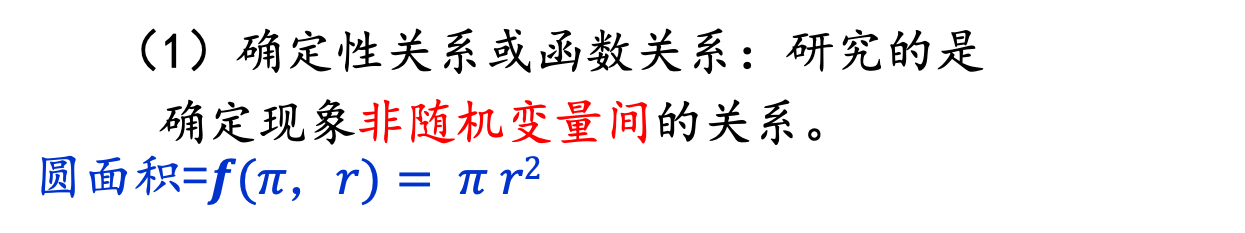 （1）确定性关系或函数关系：研究的是
确定现象非随机变量间的关系。
圆面积=f(π，r) = π r²